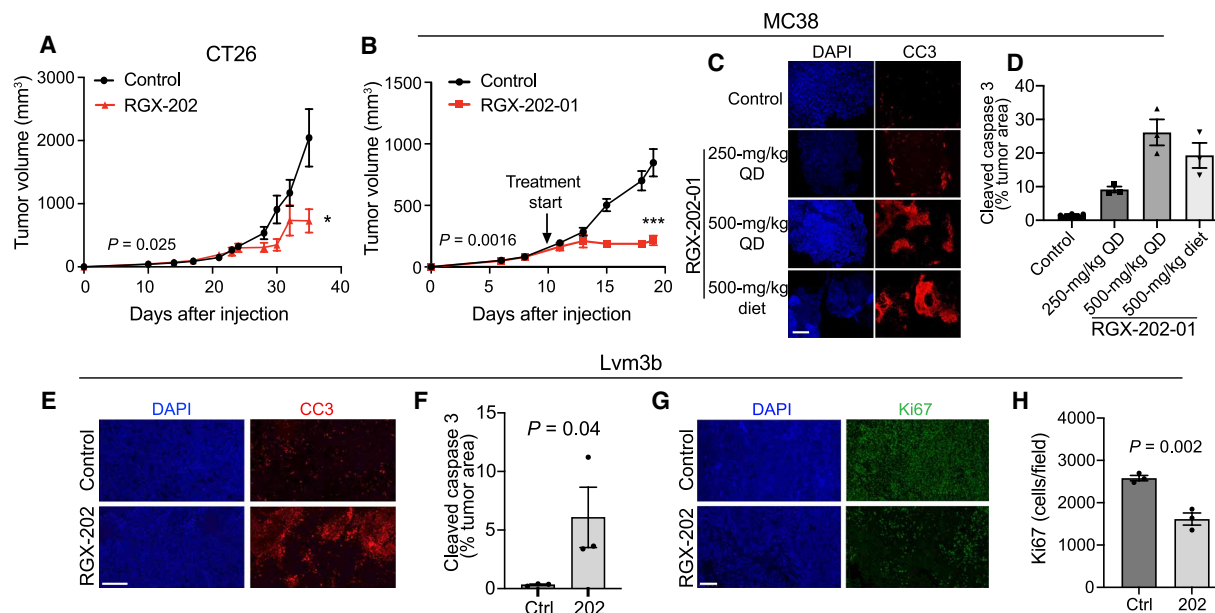 MC38
A
CT26
Tumor volume (mm³)
3000
2000
1000
0
Control
RGX-202
P = 0.025
*
0
10
20
30
40
Days after injection
B
Tumor volume (mm³)
1500
1000
500
0
Control
RGX-202-01
Treatment
start
P = 0.0016
***
0
5
10
15
20
Days after injection
C
DAPI
CC3
Control
RGX-202-01
250-mg/kg
QD
500-mg/kg
QD
500-mg/kg
diet
D
Cleaved caspase 3
(% tumor area)
40
30
20
10
0
Control
250-mg/kg QD
500-mg/kg QD
500-mg/kg diet
RGX-202-01
Lvm3b
E
DAPI
CC3
Control
RGX-202
F
Cleaved caspase 3
(% tumor area)
15
10
5
0
P = 0.04
Ctrl
202
G
DAPI
Ki67
Control
RGX-202
H
Ki67 (cells/field)
4000
3000
2000
1000
0
P = 0.002
Ctrl
202